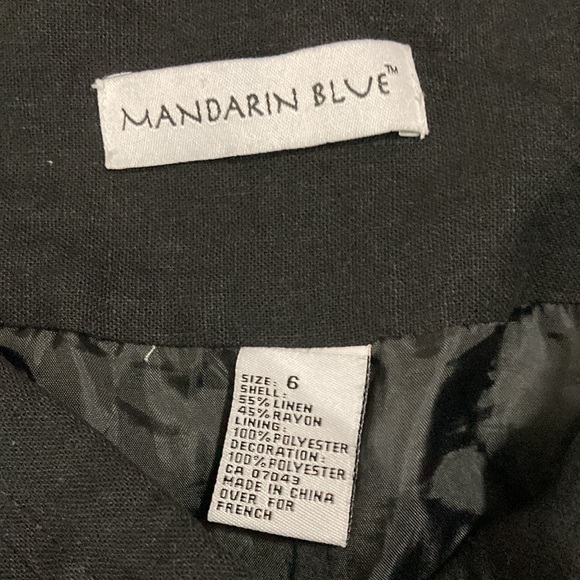 MANDARIN BLUE™
SIZE: 6
SHELL:
55% LINEN
45% RAYON
LINING:
100% POLYESTER
DECORATION:
100% POLYESTER
CA 07043
MADE IN CHINA
OVER FOR
FRENCH